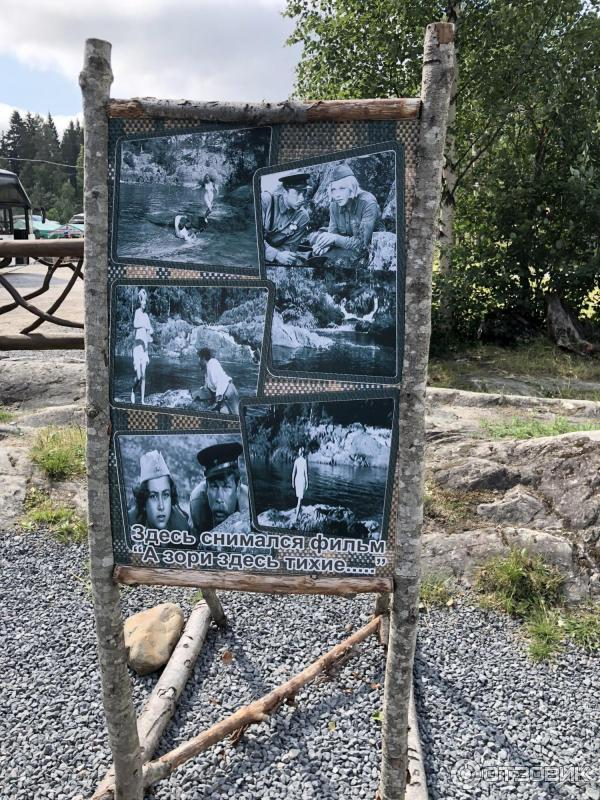 Здесь снимался фильм
"А зори здесь тихие....."
ОТЗОВИК